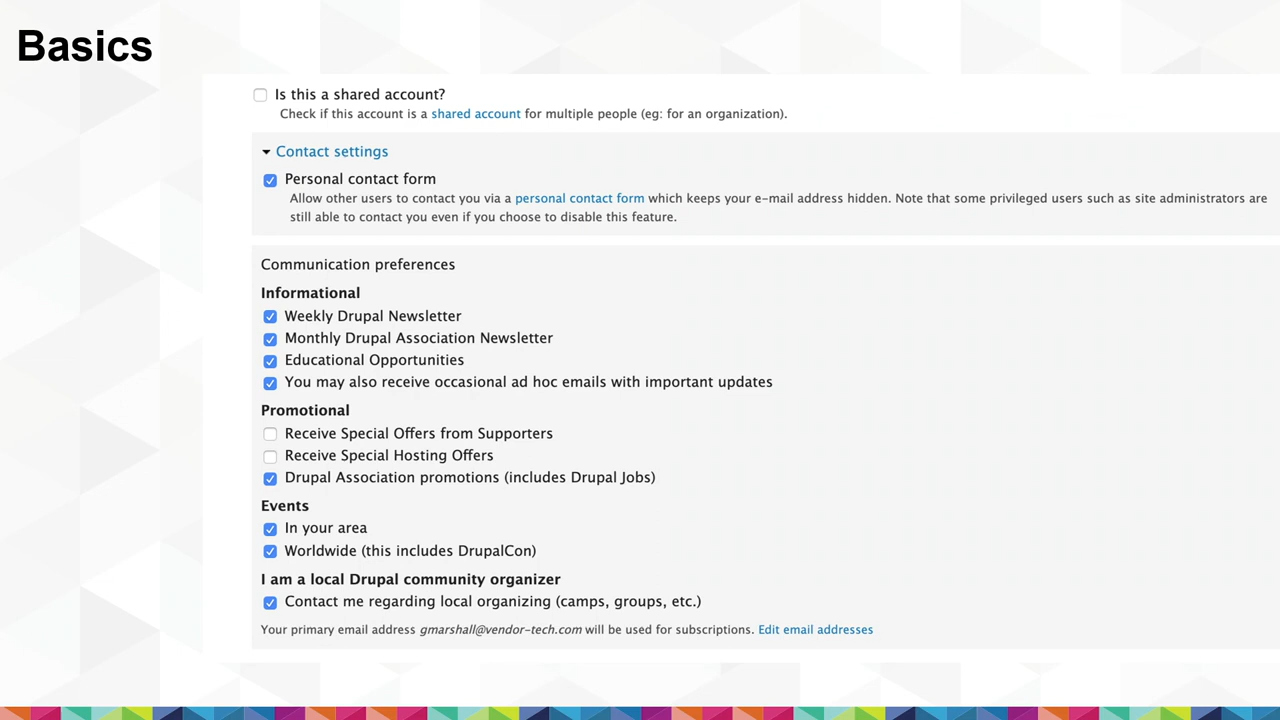 Basics
Is this a shared account?
Check if this account is a shared account for multiple people (eg: for an organization).
Contact settings
Personal contact form
Allow other users to contact you via a personal contact form which keeps your e-mail address hidden. Note that some privileged users such as site administrators are
still able to contact you even if you choose to disable this feature.
Communication preferences
Informational
Weekly Drupal Newsletter
Monthly Drupal Association Newsletter
Educational Opportunities
You may also receive occasional ad hoc emails with important updates
Promotional
Receive Special Offers from Supporters
Receive Special Hosting Offers
Drupal Association promotions (includes Drupal Jobs)
Events
In your area
Worldwide (this includes DrupalCon)
I am a local Drupal community organizer
Contact me regarding local organizing (camps, groups, etc.)
Your primary email address gmarshall@vendor-tech.com will be used for subscriptions. Edit email addresses